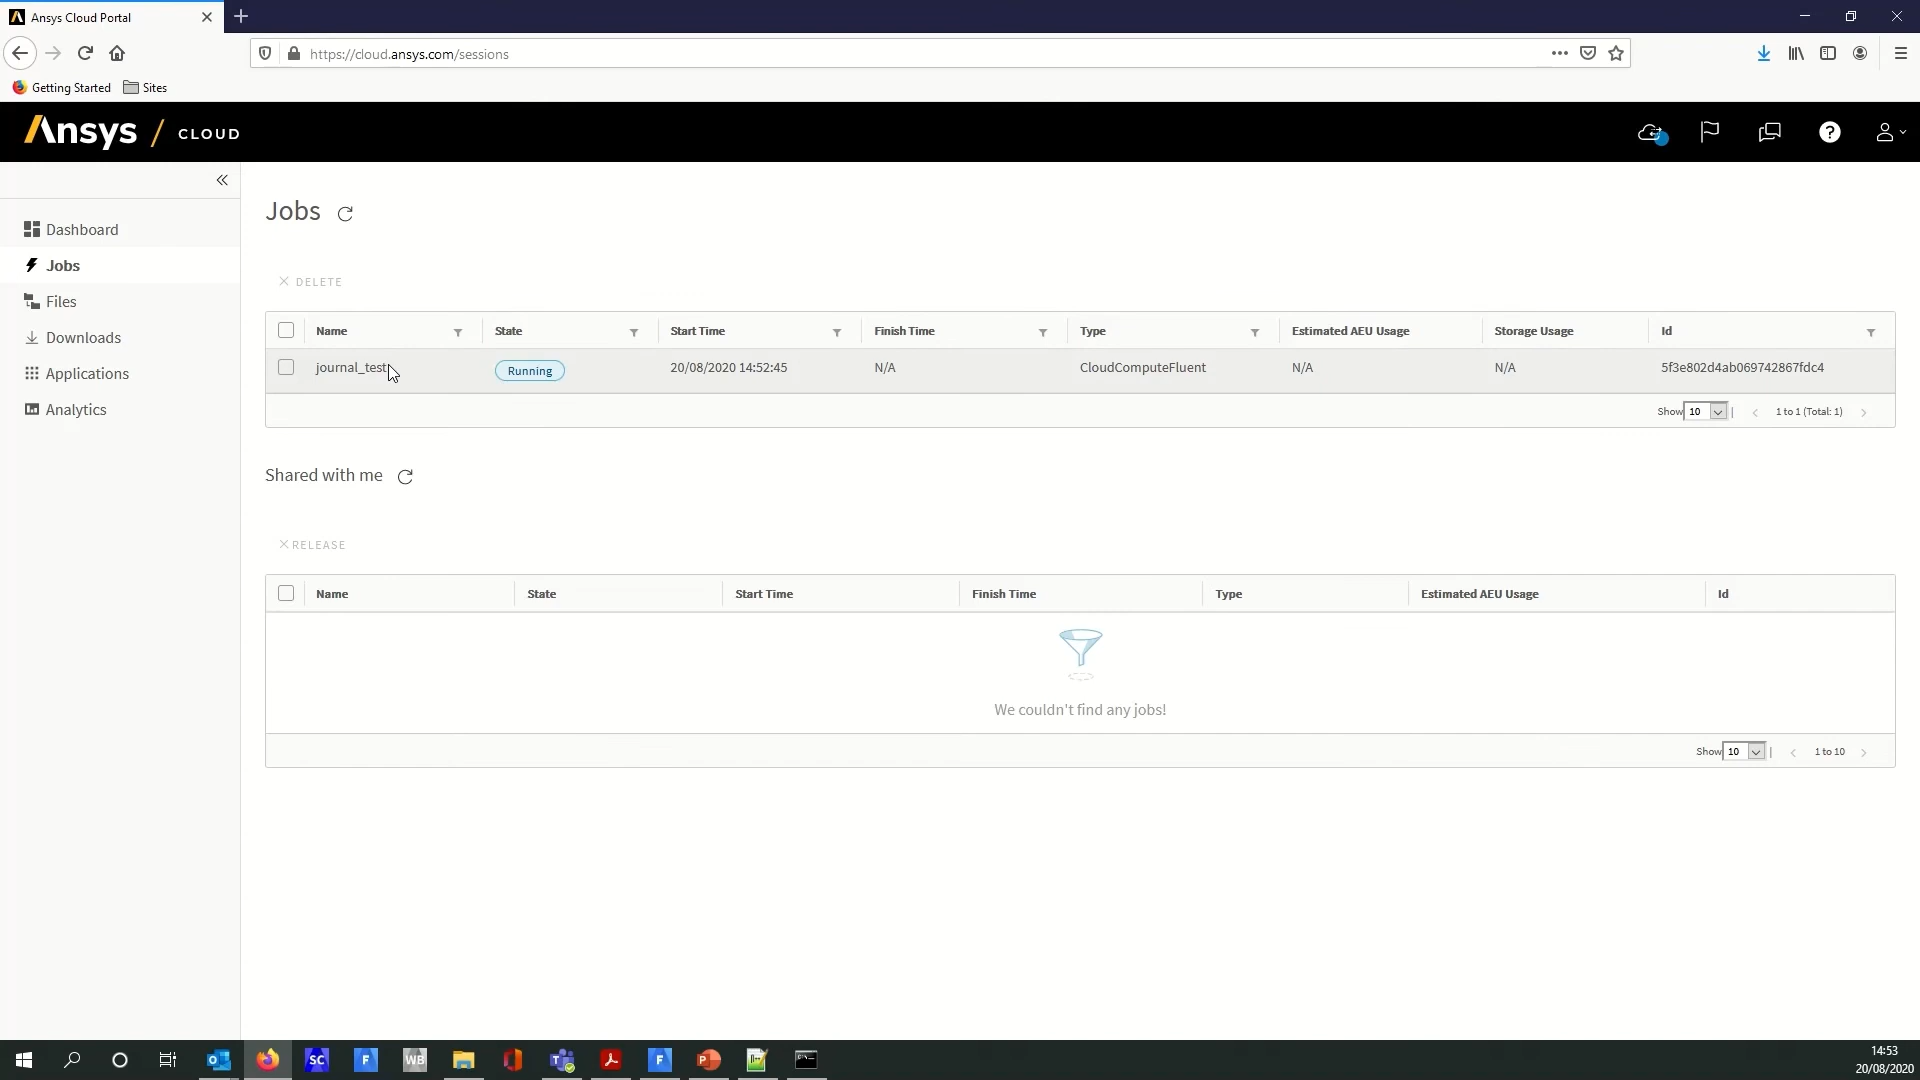 Ansys Cloud Portal
https://cloud.ansys.com/sessions
Getting Started Sites
Ansys / CLOUD
Dashboard
Jobs
Files
Downloads
Applications
Analytics
Jobs
DELETE
Name State Start Time Finish Time Type Estimated AEU Usage Storage Usage Id
journal_test Running 20/08/2020 14:52:45 N/A CloudComputeFluent N/A N/A 5f3e802d4ab069742867fdc4
Show 10 | 1 to 1 (Total: 1)
Shared with me
RELEASE
Name State Start Time Finish Time Type Estimated AEU Usage Id
We couldn't find any jobs!
Show 10 | 1 to 10
SC F WB F
14:53
20/08/2020